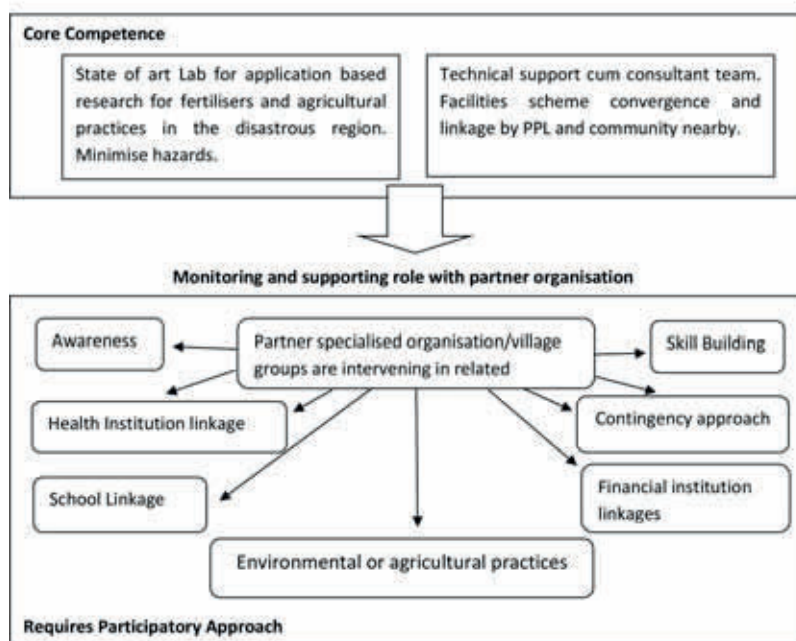 Core Competence
State of art Lab for application based
research for fertilisers and agricultural
practices in the disastrous region.
Minimise hazards.
Technical support cum consultant team.
Facilities scheme convergence and
linkage by PPL and community nearby.
Monitoring and supporting role with partner organisation
Awareness
Partner specialised organisation/village
groups are intervening in related
Skill Building
Health Institution linkage
Contingency approach
School Linkage
Financial institution
linkages
Environmental or agricultural practices
Requires Participatory Approach